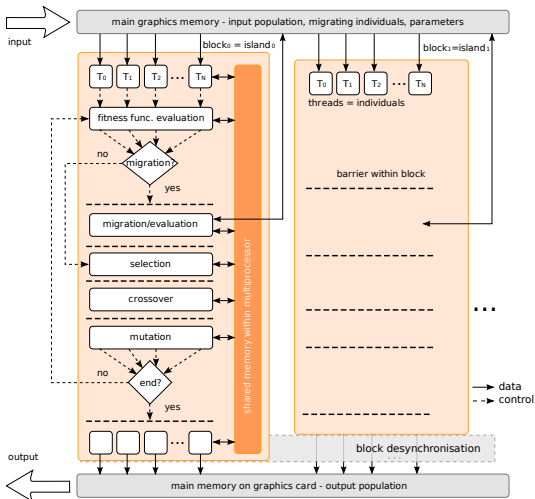 main graphics memory - input population, migrating individuals, parameters
input
block₀ = island₀
block₁=island₁
T₀ T₁ T₂ ... T_N
T₀ T₁ T₂ ... T_N
threads = individuals
fitness func. evaluation
no
migration?
yes
barrier within block
migration/evaluation
selection
crossover
mutation
shared memory within multiprocessor
...
no
end?
yes
data
control
...
block desynchronisation
output
main memory on graphics card - output population